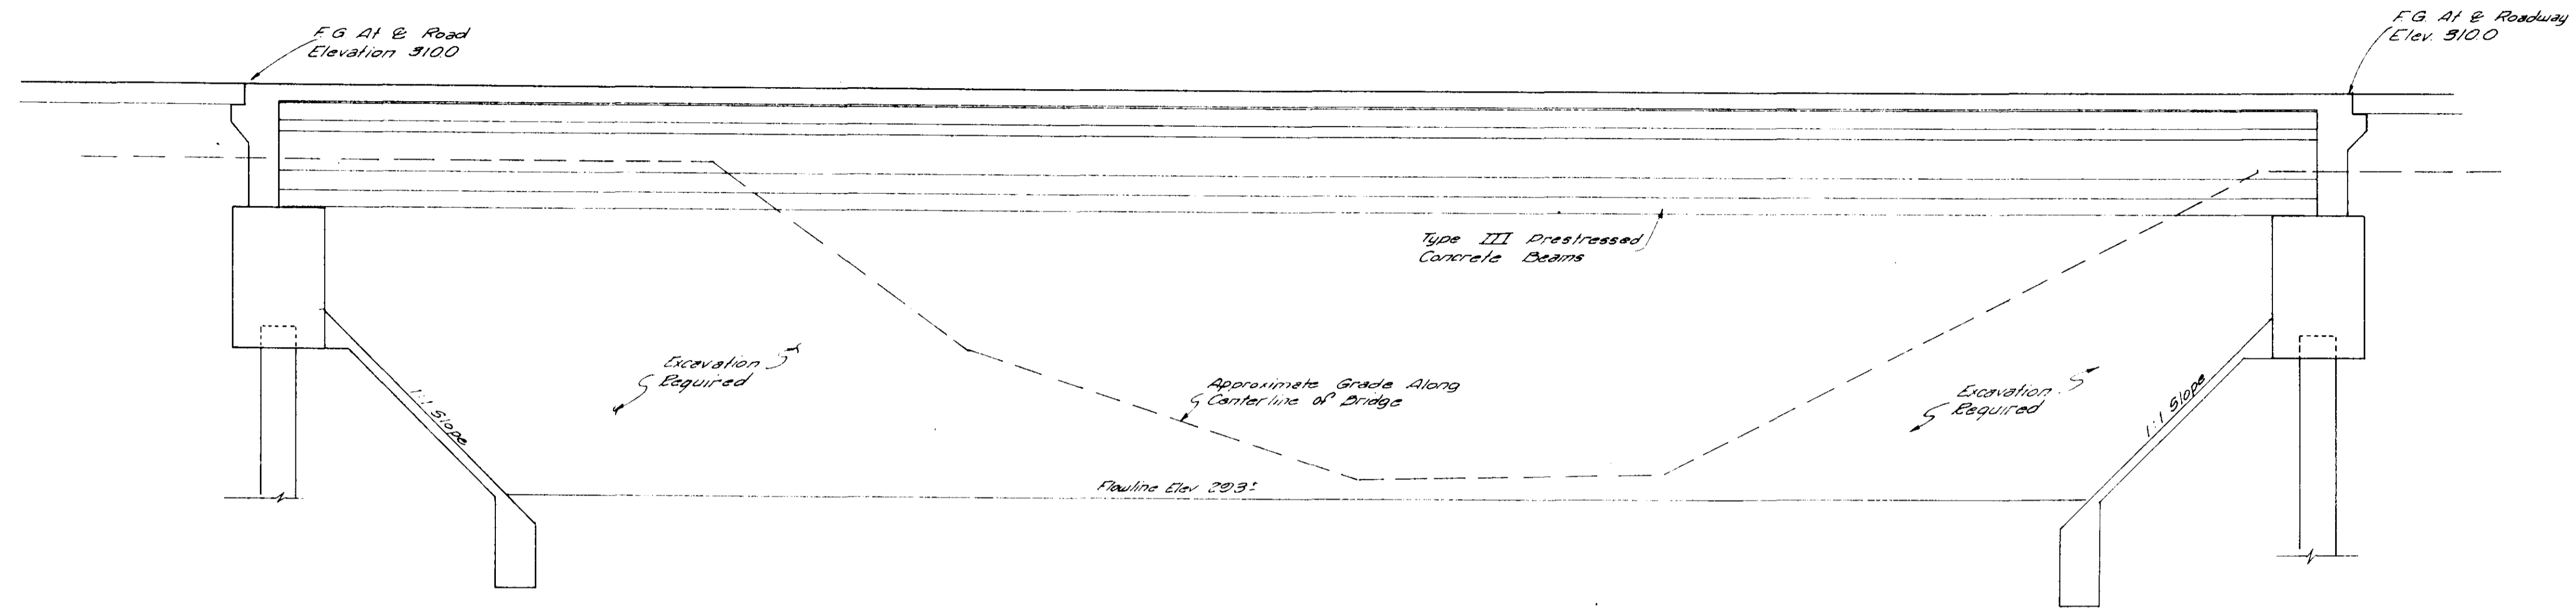 F.G. At ℄ Road
Elevation 310.0
F.G. At ℄ Roadway
Elev. 310.0
Type III Prestressed
Concrete Beams
Excavation
Required
1:1 Slope
Approximate Grade Along
Centerline of Bridge
Excavation
Required
1:1 Slope
Flowline Elev 293±